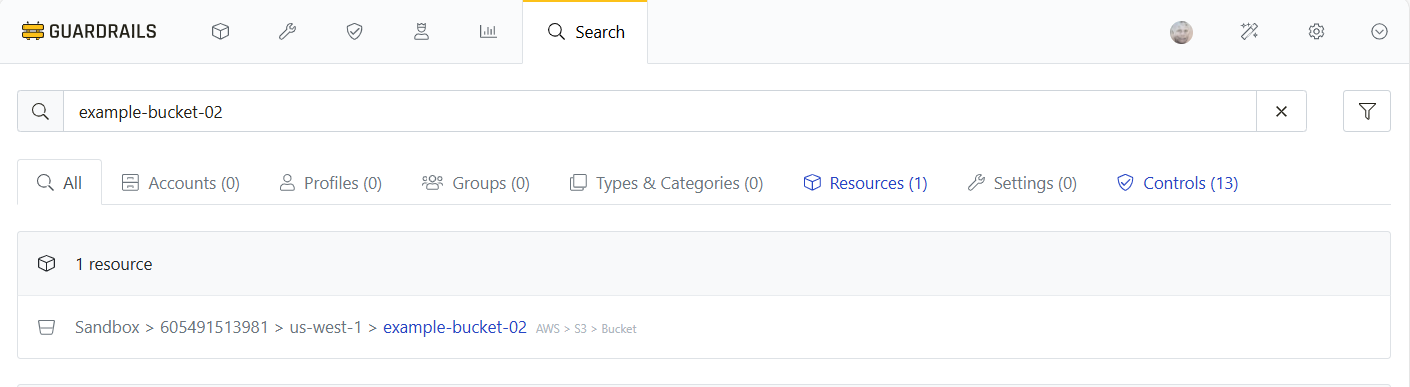 GUARDRAILS Search
example-bucket-02
All Accounts (0) Profiles (0) Groups (0) Types & Categories (0) Resources (1) Settings (0) Controls (13)
1 resource
Sandbox > 605491513981 > us-west-1 > example-bucket-02 AWS > S3 > Bucket